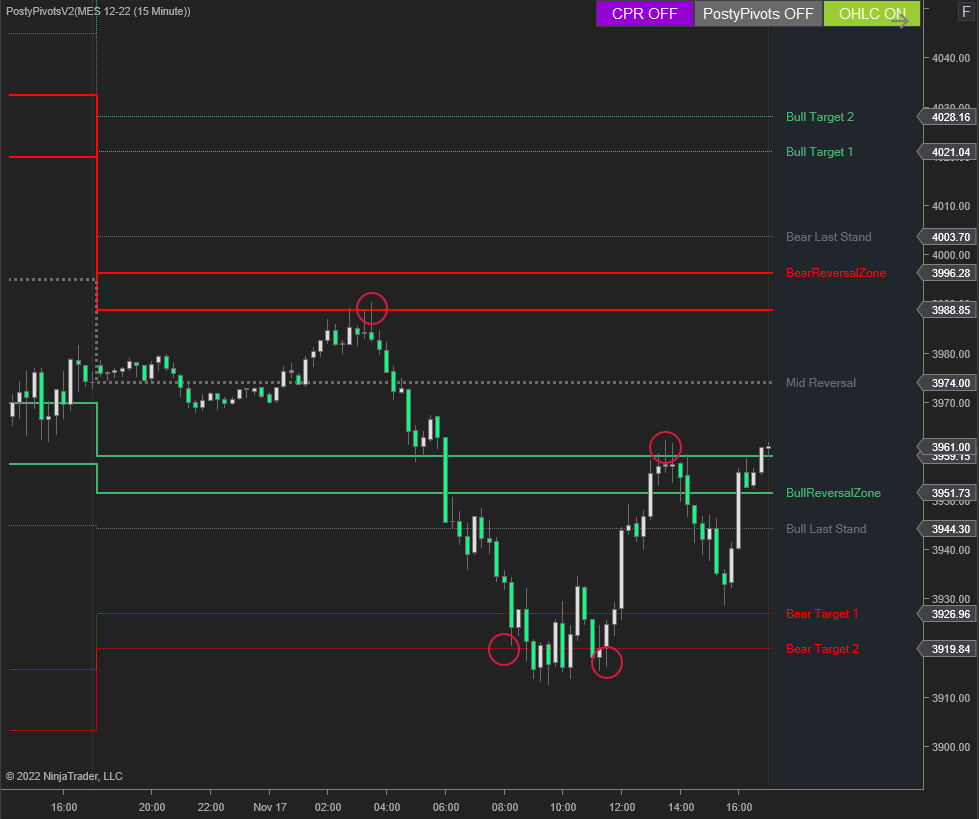 PostyPivotsV2(MES 12-22 (15 Minute))
CPR OFF
PostyPivots OFF
OHLC ON
F
4040.00
4028.16
Bull Target 2
4021.04
Bull Target 1
4010.00
Bear Last Stand
4003.70
4000.00
BearReversalZone
3996.28
3988.85
3980.00
Mid Reversal
3974.00
3970.00
3961.00
3959.15
BullReversalZone
3951.73
Bull Last Stand
3944.30
3940.00
3930.00
Bear Target 1
3926.96
Bear Target 2
3919.84
3910.00
3900.00
© 2022 NinjaTrader, LLC
16:00
20:00
22:00
Nov 17
02:00
04:00
06:00
08:00
10:00
12:00
14:00
16:00